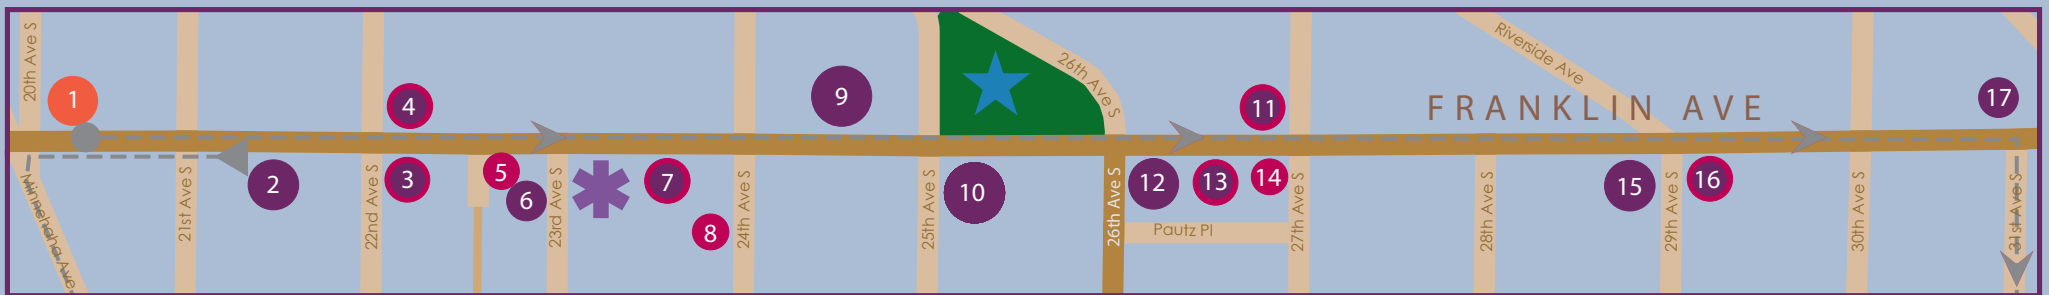 20th Ave S
1
4
9
26th Ave S
11
Riverside Ave
FRANKLIN AVE
17
Minnehaha Ave
21st Ave S
2
22nd Ave S
3
5
6
23rd Ave S
7
8
24th Ave S
25th Ave S
10
26th Ave S
12
13
14
Pautz Pl
27th Ave S
28th Ave S
15
29th Ave S
16
30th Ave S
31st Ave S